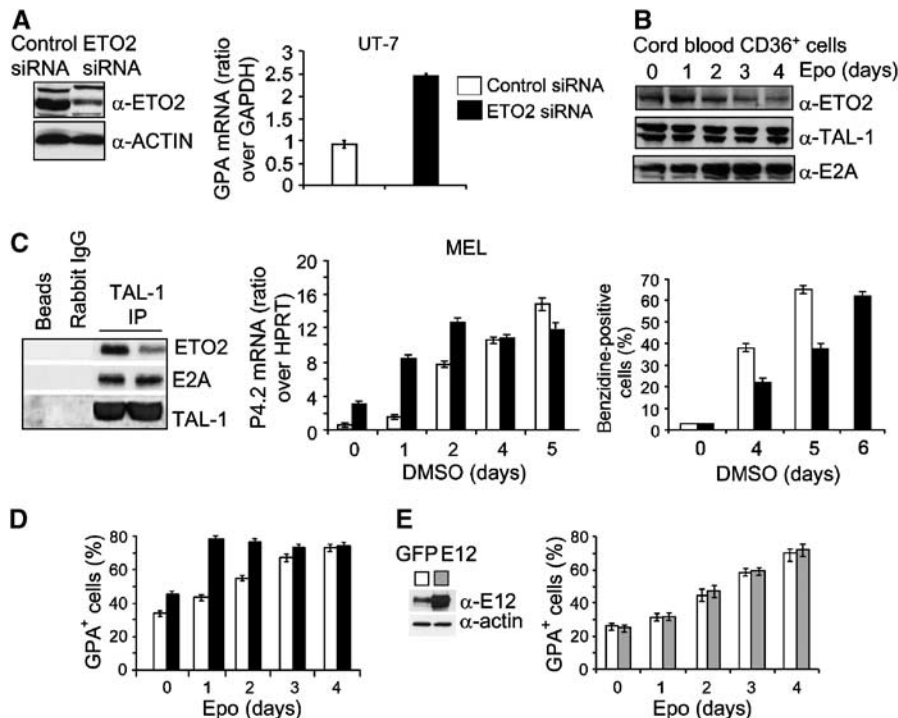 A
Control ETO2
siRNA siRNA
α-ETO2
α-ACTIN
GPA mRNA (ratio
over GAPDH)
3
2.5
2
1.5
1
2.5
0
UT-7
Control siRNA
ETO2 siRNA
B
Cord blood CD36+ cells
0 1 2 3 4 Epo (days)
α-ETO2
α-TAL-1
α-E2A
C
Beads
Rabbit IgG
TAL-1
IP
ETO2
E2A
TAL-1
MEL
P4.2 mRNA (ratio
over HPRT)
20
16
12
8
4
0
0 1 2 4 5
DMSO (days)
Benzidine-positive
cells (%)
70
60
50
40
30
20
10
0
0 4 5 6
DMSO (days)
D
GPA+ cells (%)
80
60
40
20
0
0 1 2 3 4
Epo (days)
E
GFP E12
α-E12
α-actin
GPA+ cells (%)
80
60
40
20
0
0 1 2 3 4
Epo (days)